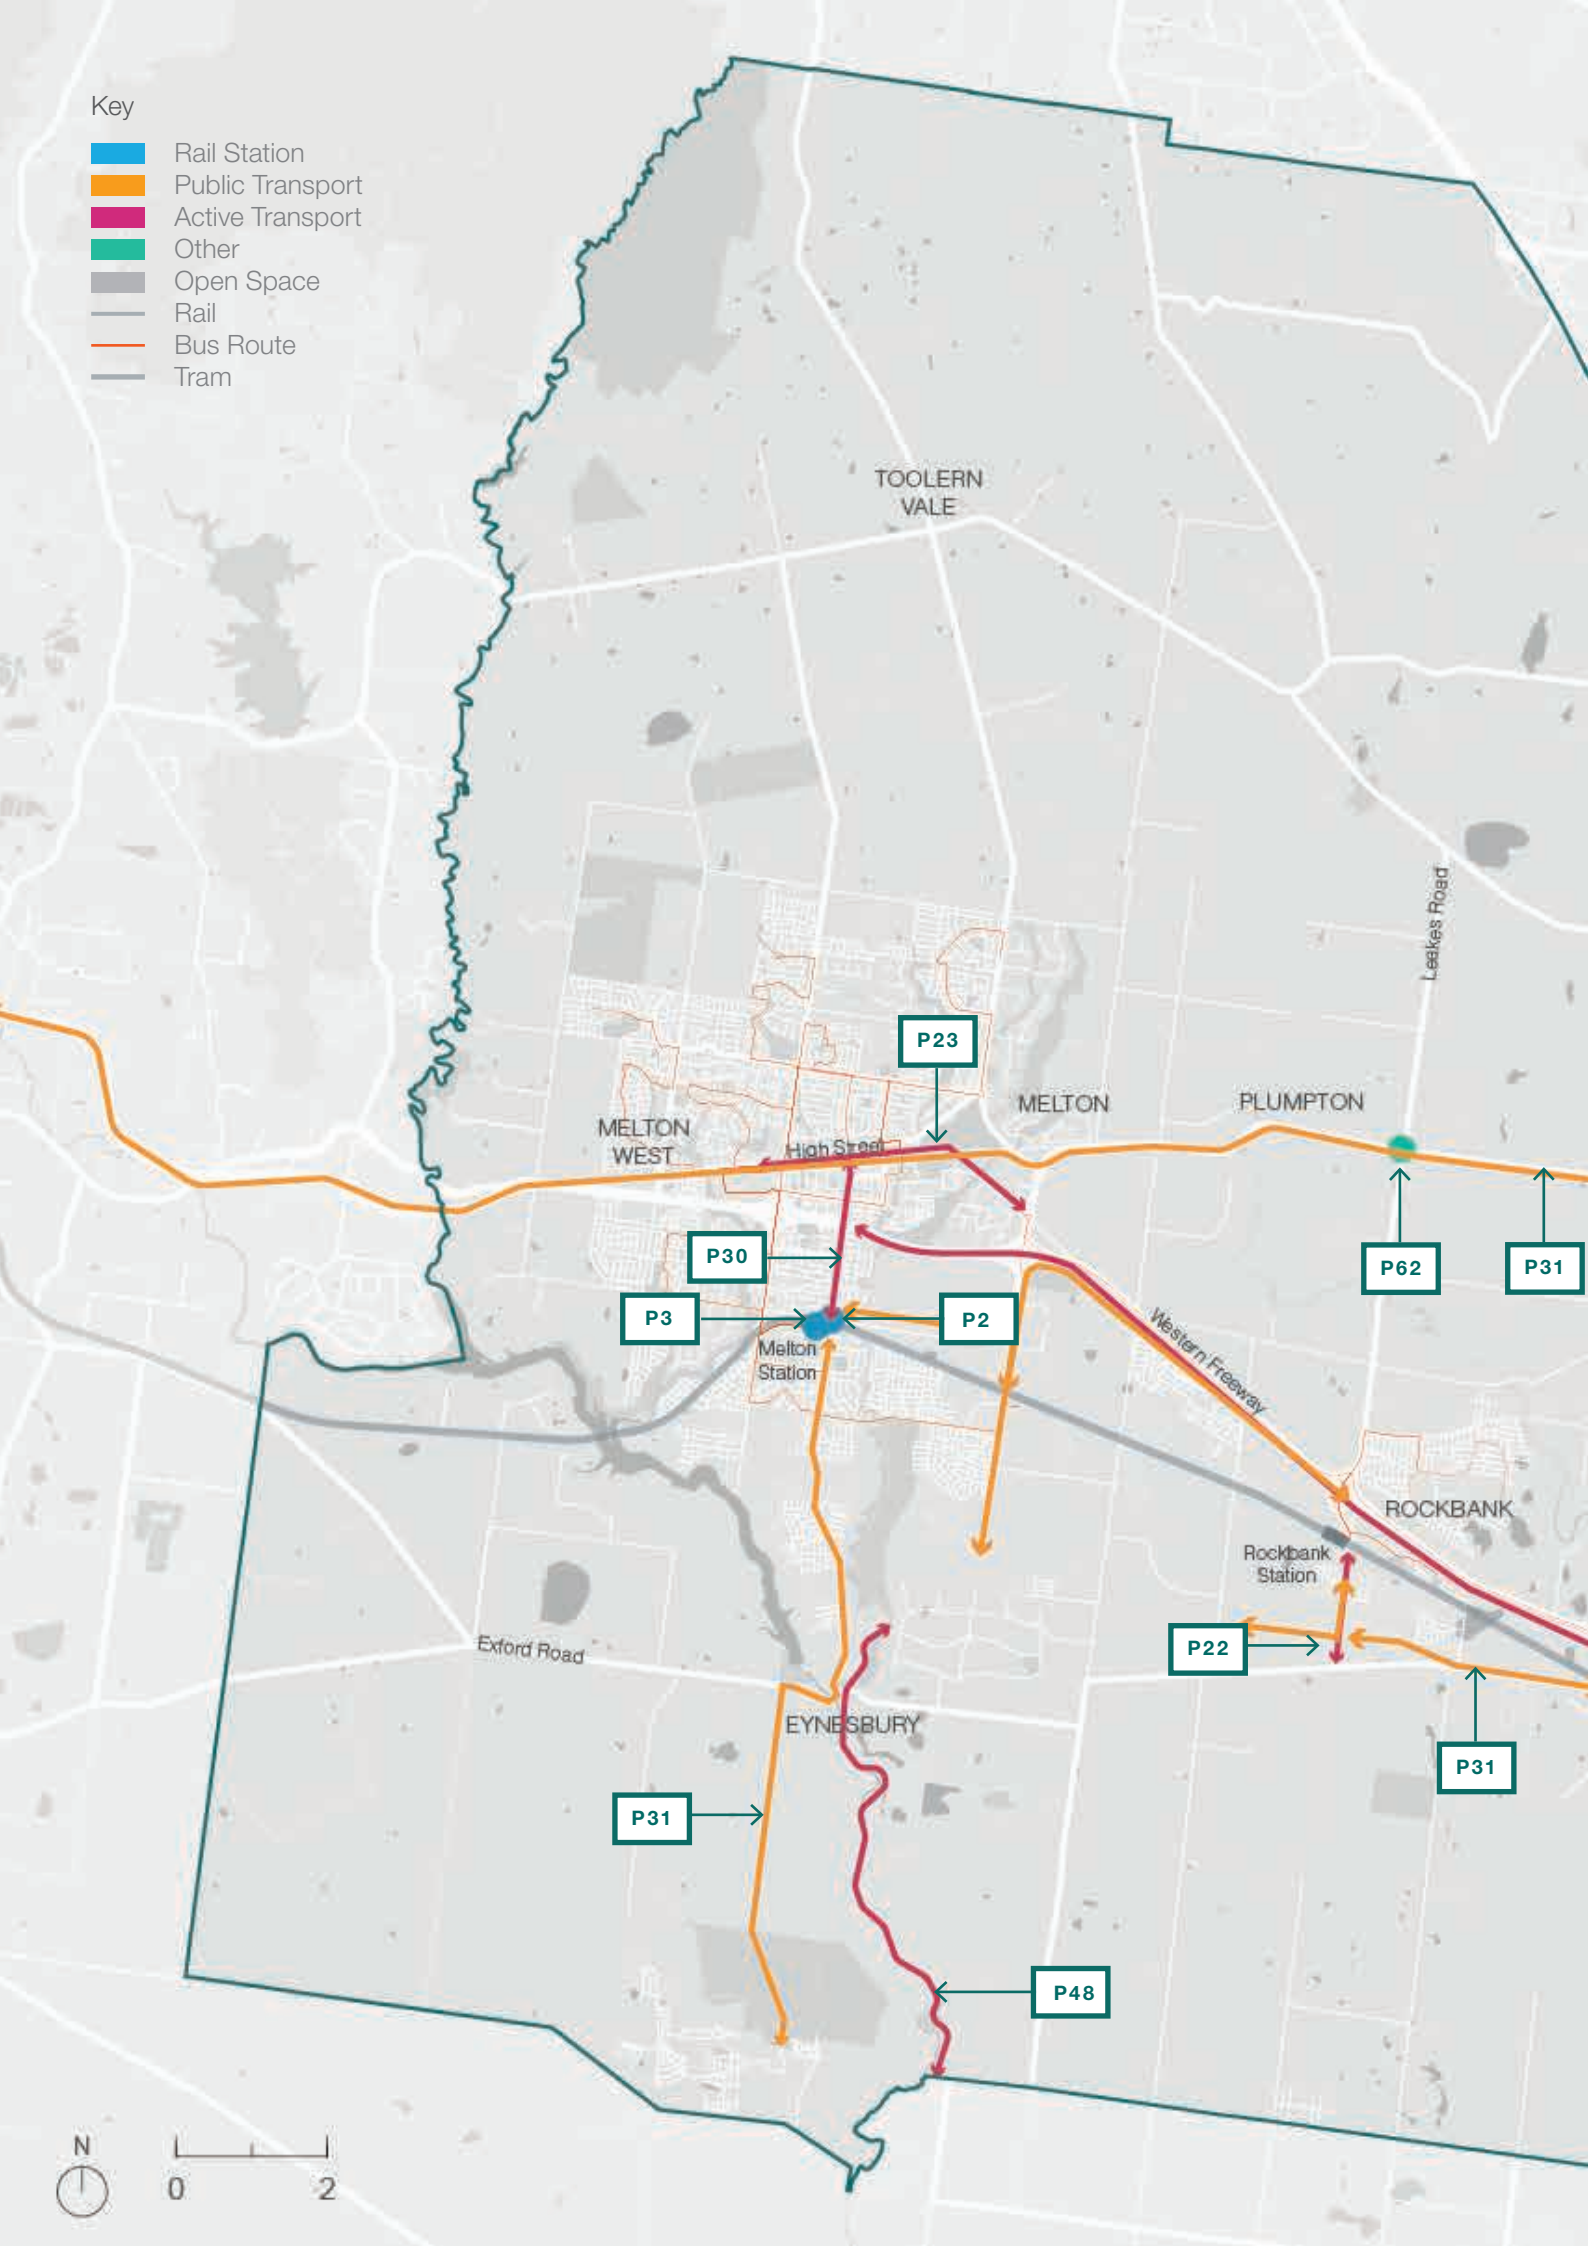 Key
Rail Station
Public Transport
Active Transport
Other
Open Space
Rail
Bus Route
Tram
TOOLERN
VALE
Leakes Road
P23
MELTON
PLUMPTON
MELTON
WEST
High Street
P30
P62
P31
P3
P2
Melton
Station
Western Freeway
ROCKBANK
Rockbank
Station
P22
Exford Road
EYNESBURY
P31
P31
P48
N
0
2